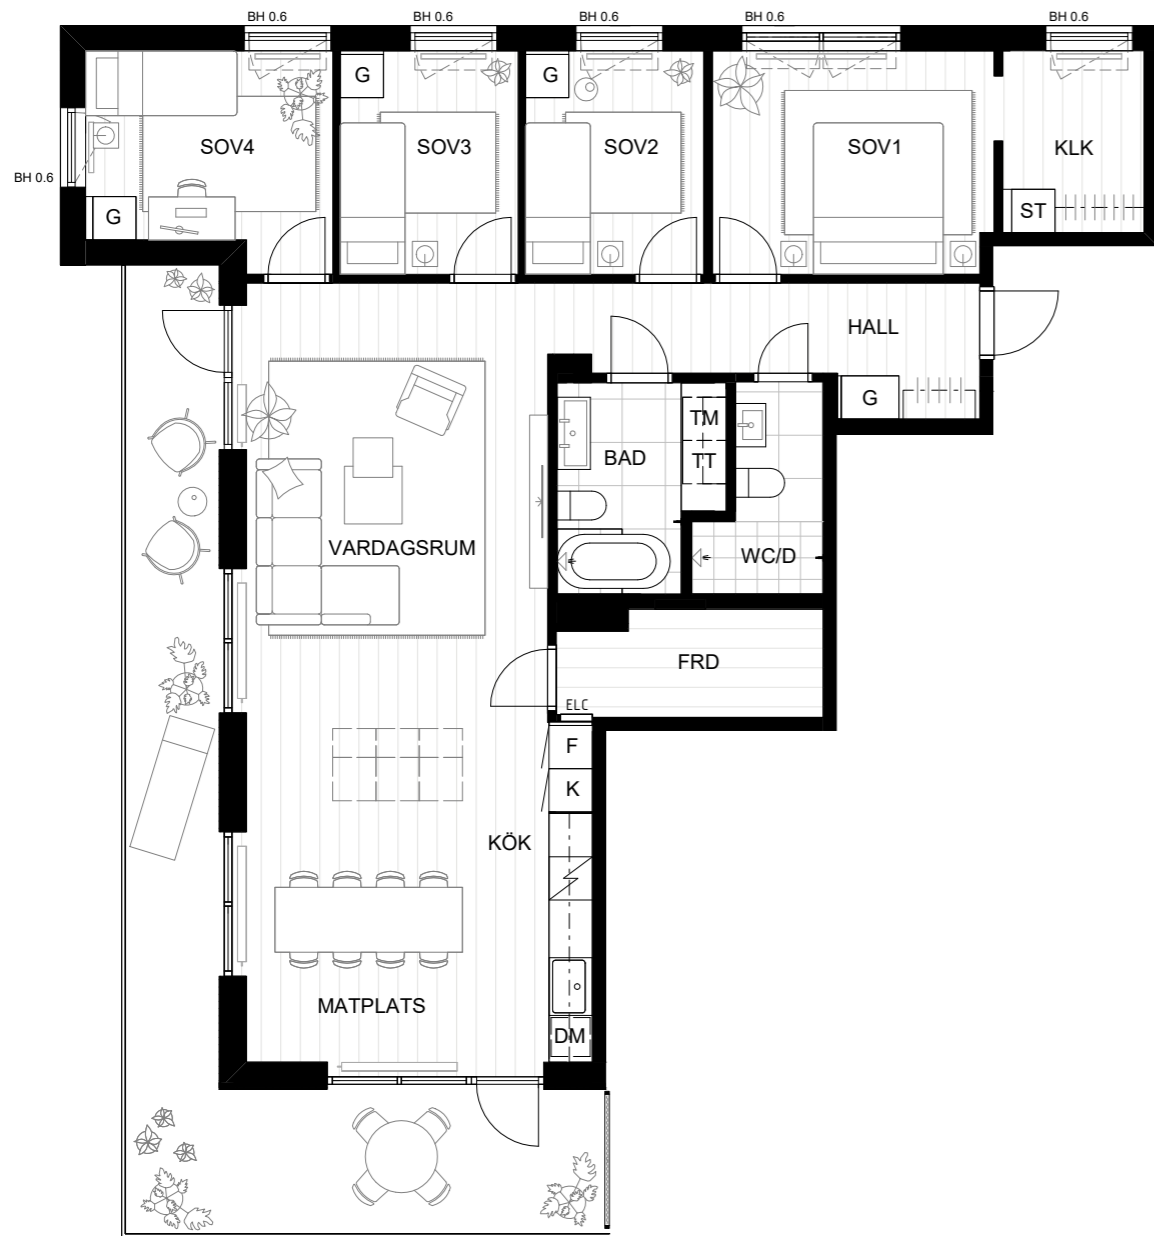 BH 0.6 BH 0.6 BH 0.6 BH 0.6 BH 0.6
G G
SOV4 SOV3 SOV2 SOV1 KLK
BH 0.6
G ST
HALL
G
TM
BAD TT
VARDAGSRUM WC/D
FRD
ELC
F
K
KÖK
MATPLATS
DM